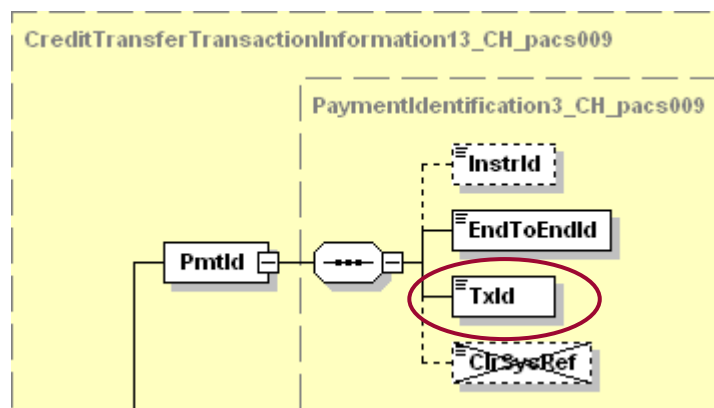 CreditTransferTransactionInformation13_CH_pacs009
PaymentIdentification3_CH_pacs009
InstrId
EndToEndId
PmtId
TxId
ClrSysRef